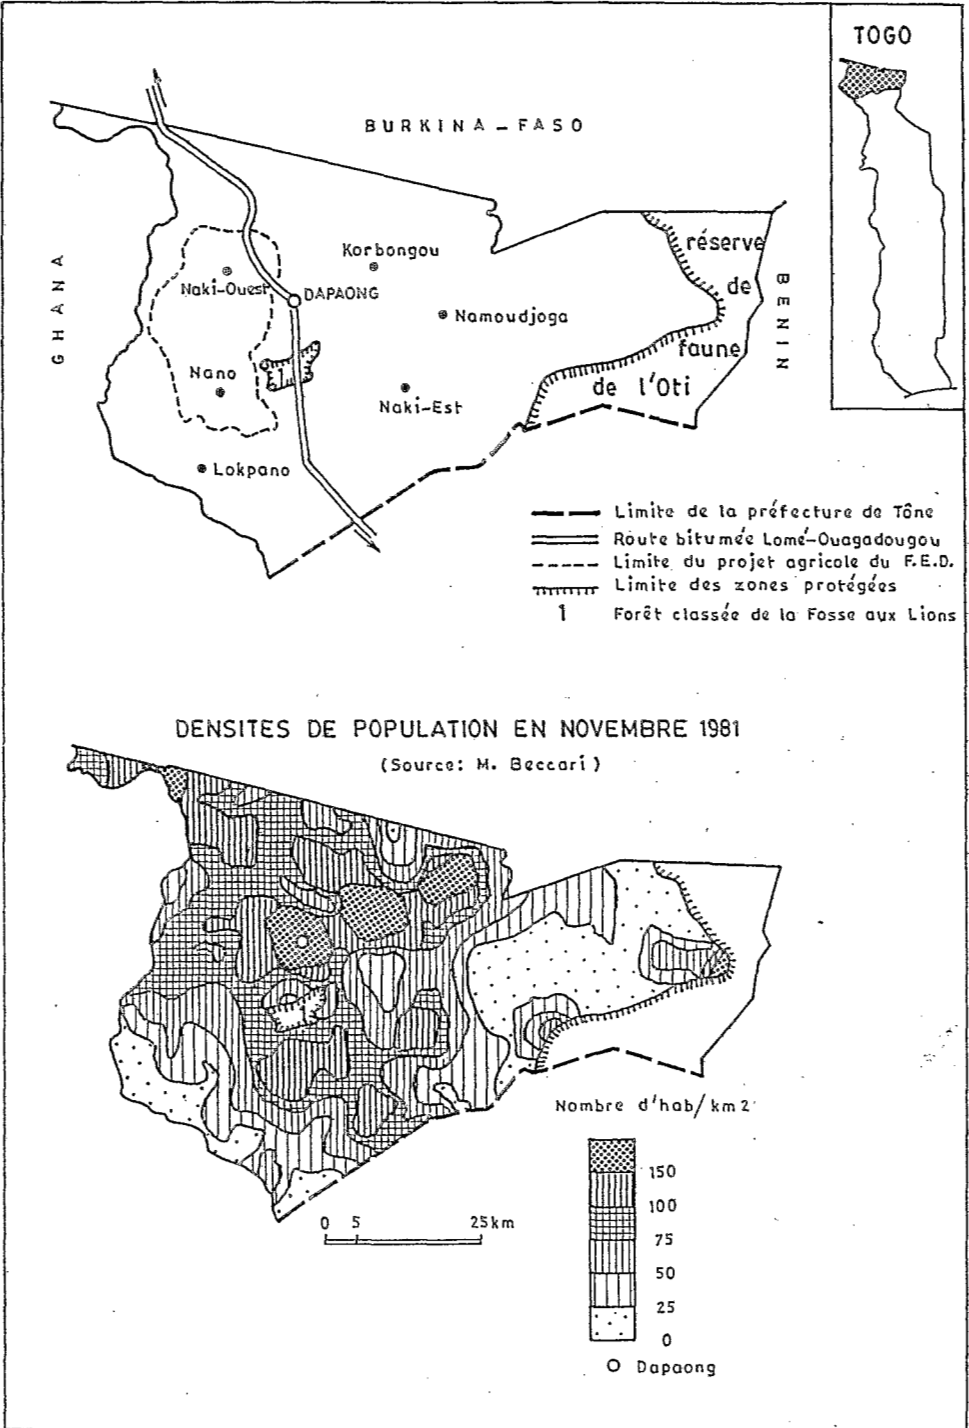 TOGO
BURKINA-FASO
GHANA
BENIN
réserve
de
faune
de l'Oti
Korbongou
Naki-Ouest
DAPAONG
Namoudjoga
Nano
Naki-Est
Lokpano
Limite de la préfecture de Tône
Route bitumée Lomé-Ouagadougou
Limite du projet agricole du F.E.D.
Limite des zones protégées
1 Forêt classée de la Fosse aux Lions
DENSITES DE POPULATION EN NOVEMBRE 1981
(Source: M. Beccari)
Nombre d'hab/km2
150
100
75
50
25
0
0 5 25km
Dapaong